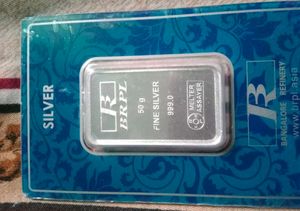 SILVER
BRPL
50 g
FINE SILVER
999.0
MELTER
ASSAYER
BANGALORE REFINERY